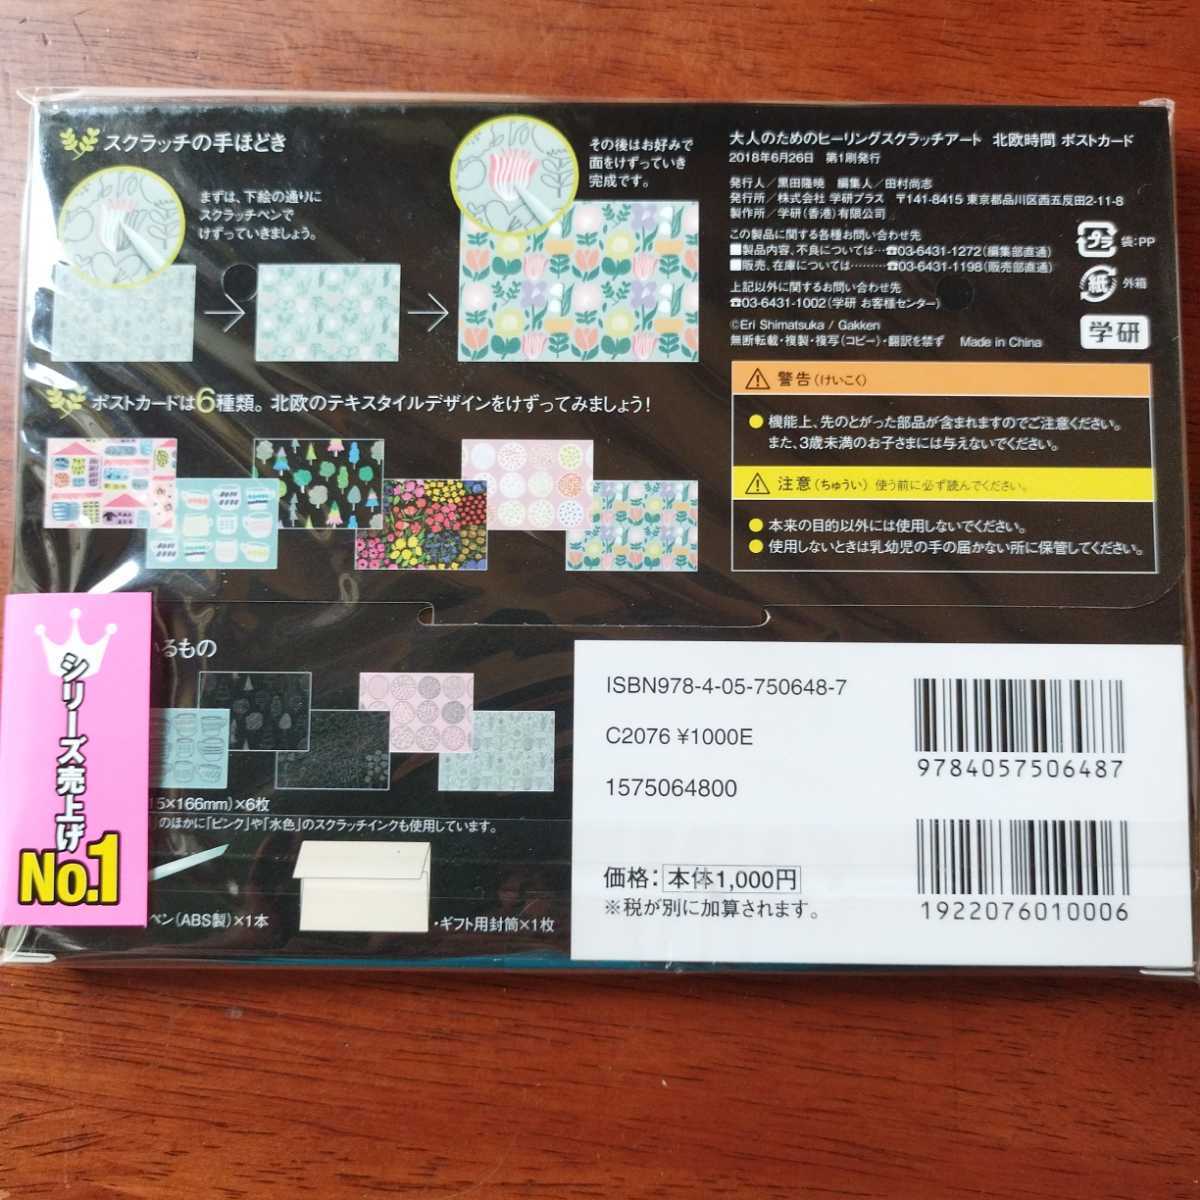 スクラッチの手ほどき
まずは、下絵の通りに
スクラッチペンで
けずっていきましょう。
その後はお好みで
面をけずっていき
完成です。
ポストカードは6種類。北欧のテキスタイルデザインをけずってみましょう!
いるもの
15×166mm)×6枚
のほかに「ピンク」や「水色」のスクラッチインクも使用しています。
ペン(ABS製)×1本
・ギフト用封筒×1枚
シリーズ売上げ
No.1
大人のためのヒーリングスクラッチアート 北欧時間 ポストカード
2018年6月26日 第1刷発行
発行人/黒田隆暁 編集人/田村尚志
発行所/株式会社 学研プラス 〒141-8415 東京都品川区西五反田2-11-8
製作所/学研(香港)有限公司
この製品に関する各種お問い合わせ先
■製品内容、不良については…☎03-6431-1272(編集部直通)
■販売、在庫については………☎03-6431-1198(販売部直通)
上記以外に関するお問い合わせ先
☎03-6431-1002(学研 お客様センター)
©Eri Shimatsuka / Gakken
無断転載・複製・複写(コピー)・翻訳を禁ず Made in China
プラ 袋:PP
紙 外箱
学研
警告(けいこく)
●機能上、先のとがった部品が含まれますのでご注意ください。
また、3歳未満のお子さまには与えないでください。
注意(ちゅうい) 使う前に必ず読んでください。
●本来の目的以外には使用しないでください。
●使用しないときは乳幼児の手の届かない所に保管してください。
ISBN978-4-05-750648-7
C2076 ¥1000E
1575064800
価格:本体1,000円
※税が別に加算されます。
9784057506487
1922076010006